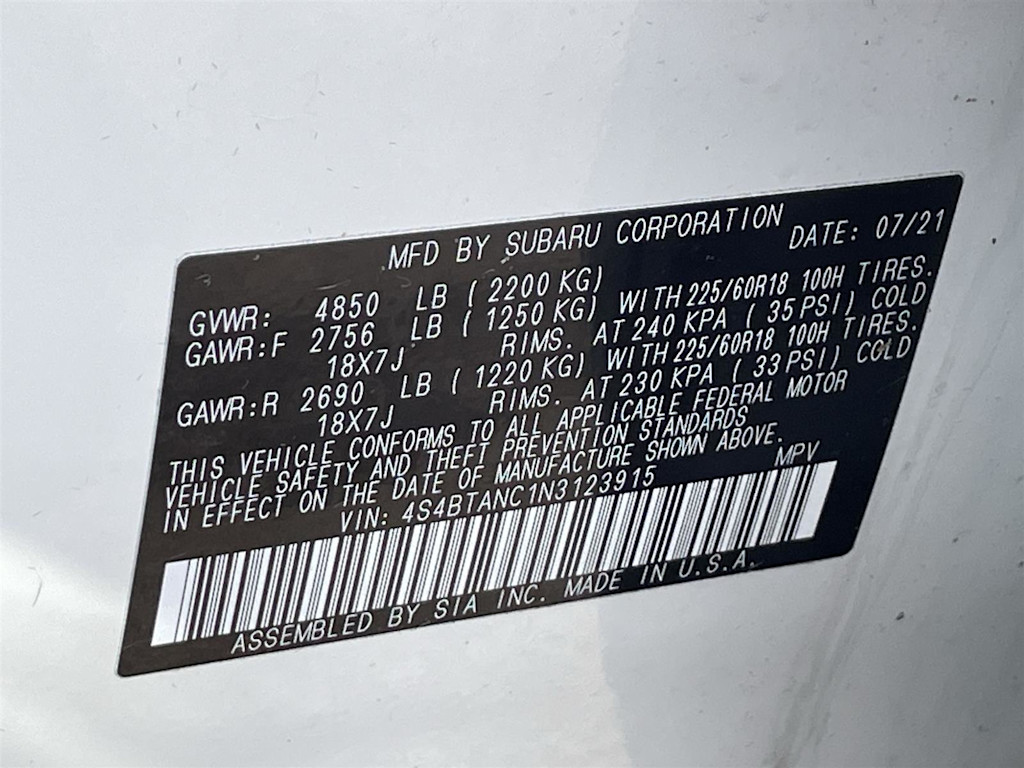 MFD BY SUBARU CORPORATION DATE: 07/21
GVWR: 4850 LB ( 2200 KG)
GAWR:F 2756 LB ( 1250 KG) WITH 225/60R18 100H TIRES.
18X7J RIMS. AT 240 KPA ( 35 PSI) COLD
GAWR:R 2690 LB ( 1220 KG) WITH 225/60R18 100H TIRES.
18X7J RIMS. AT 230 KPA ( 33 PSI) COLD
THIS VEHICLE CONFORMS TO ALL APPLICABLE FEDERAL MOTOR
VEHICLE SAFETY AND THEFT PREVENTION STANDARDS
IN EFFECT ON THE DATE OF MANUFACTURE SHOWN ABOVE.
VIN: 4S4BTANC1N3123915 MPV
ASSEMBLED BY SIA INC. MADE IN U.S.A.